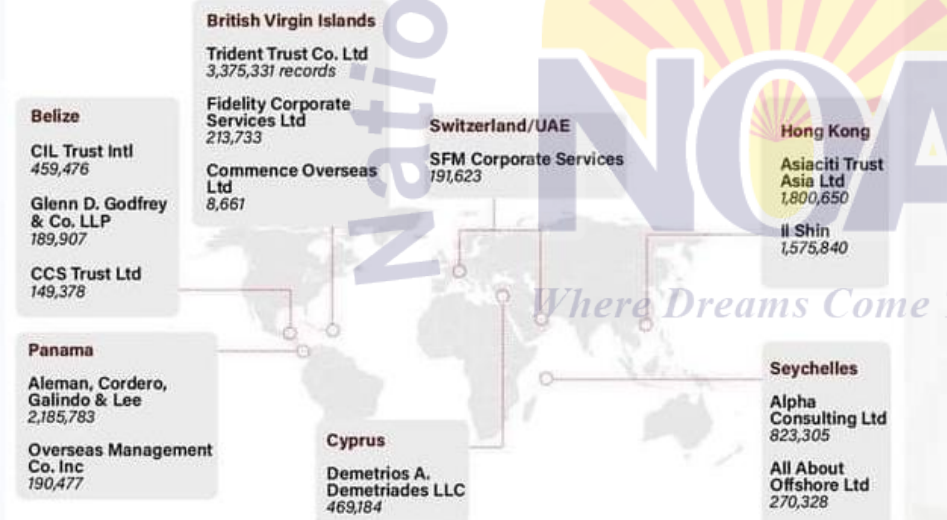 British Virgin Islands
Trident Trust Co. Ltd
3,375,331 records
Fidelity Corporate
Services Ltd
213,733
Commence Overseas
Ltd
8,661
Belize
CIL Trust Intl
459,476
Glenn D. Godfrey
& Co. LLP
189,907
CCS Trust Ltd
149,378
Switzerland/UAE
SFM Corporate Services
191,623
Hong Kong
Asiaciti Trust
Asia Ltd
1,800,650
Il Shin
1,575,840
Panama
Aleman, Cordero,
Galindo & Lee
2,185,783
Overseas Management
Co. Inc
190,477
Cyprus
Demetrios A.
Demetriades LLC
469,184
Seychelles
Alpha
Consulting Ltd
823,305
All About
Offshore Ltd
270,328
Natio
NOA
Where Dreams Come